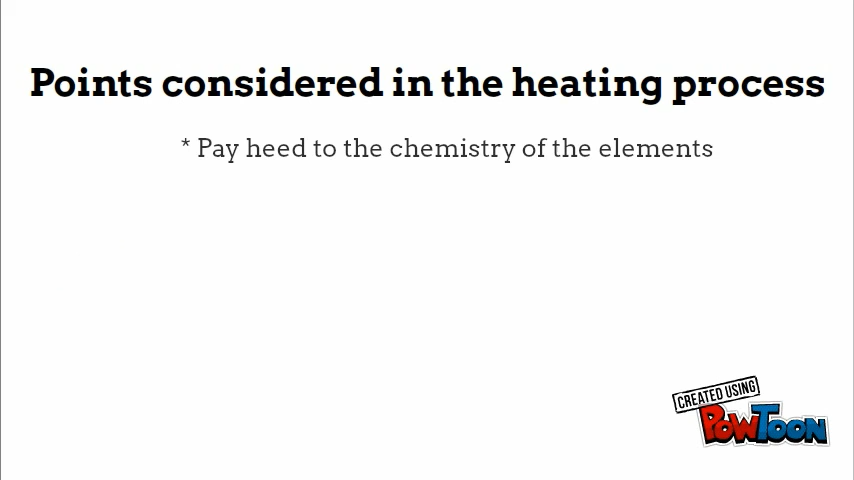 Points considered in the heating process
* Pay heed to the chemistry of the elements
CREATED USING
POWTOON